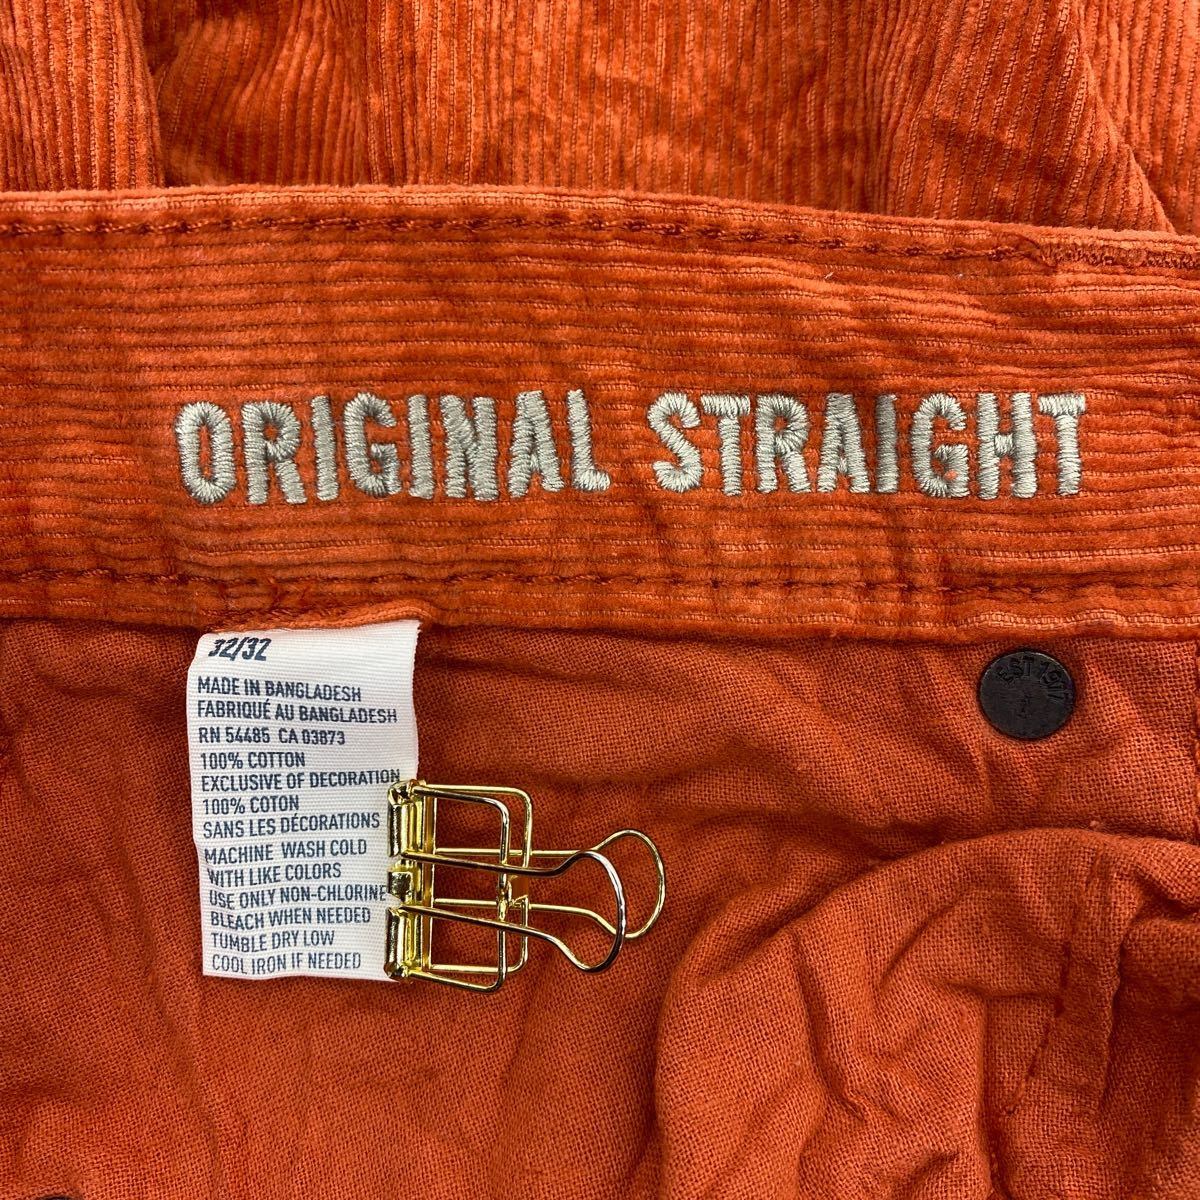 ORIGINAL STRAIGHT
32/32
MADE IN BANGLADESH
FABRIQUÉ AU BANGLADESH
RN 54485 CA 03873
100% COTTON
EXCLUSIVE OF DECORATION
100% COTON
SANS LES DÉCORATIONS
MACHINE WASH COLD
WITH LIKE COLORS
USE ONLY NON-CHLORINE
BLEACH WHEN NEEDED
TUMBLE DRY LOW
COOL IRON IF NEEDED
EST 1977